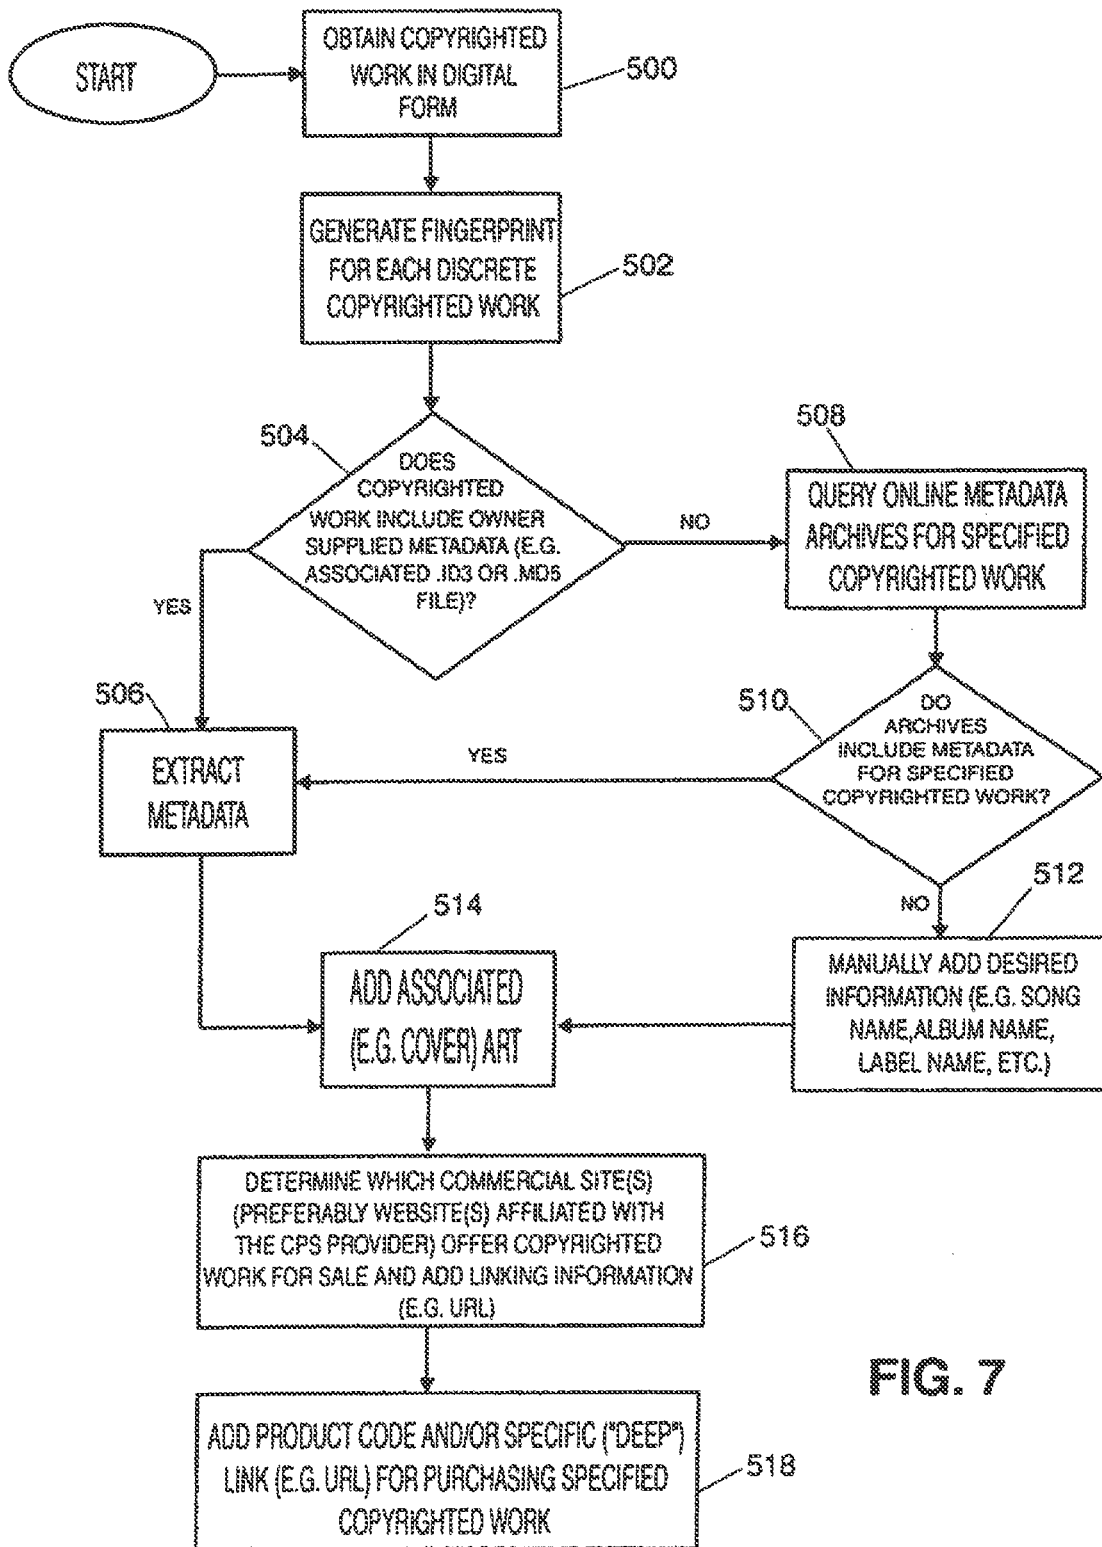 START
OBTAIN COPYRIGHTED
WORK IN DIGITAL
FORM
500
GENERATE FINGERPRINT
FOR EACH DISCRETE
COPYRIGHTED WORK
502
504
DOES
COPYRIGHTED
WORK INCLUDE OWNER
SUPPLIED METADATA (E.G.
ASSOCIATED .ID3 OR .MD5
FILE)?
NO
YES
508
QUERY ONLINE METADATA
ARCHIVES FOR SPECIFIED
COPYRIGHTED WORK
506
EXTRACT
METADATA
YES
510
DO
ARCHIVES
INCLUDE METADATA
FOR SPECIFIED
COPYRIGHTED WORK?
NO
512
MANUALLY ADD DESIRED
INFORMATION (E.G. SONG
NAME,ALBUM NAME,
LABEL NAME, ETC.)
514
ADD ASSOCIATED
(E.G. COVER) ART
DETERMINE WHICH COMMERCIAL SITE(S)
(PREFERABLY WEBSITE(S) AFFILIATED WITH
THE CPS PROVIDER) OFFER COPYRIGHTED
WORK FOR SALE AND ADD LINKING INFORMATION
(E.G. URL)
516
ADD PRODUCT CODE AND/OR SPECIFIC ("DEEP")
LINK (E.G. URL) FOR PURCHASING SPECIFIED
COPYRIGHTED WORK
518
FIG. 7